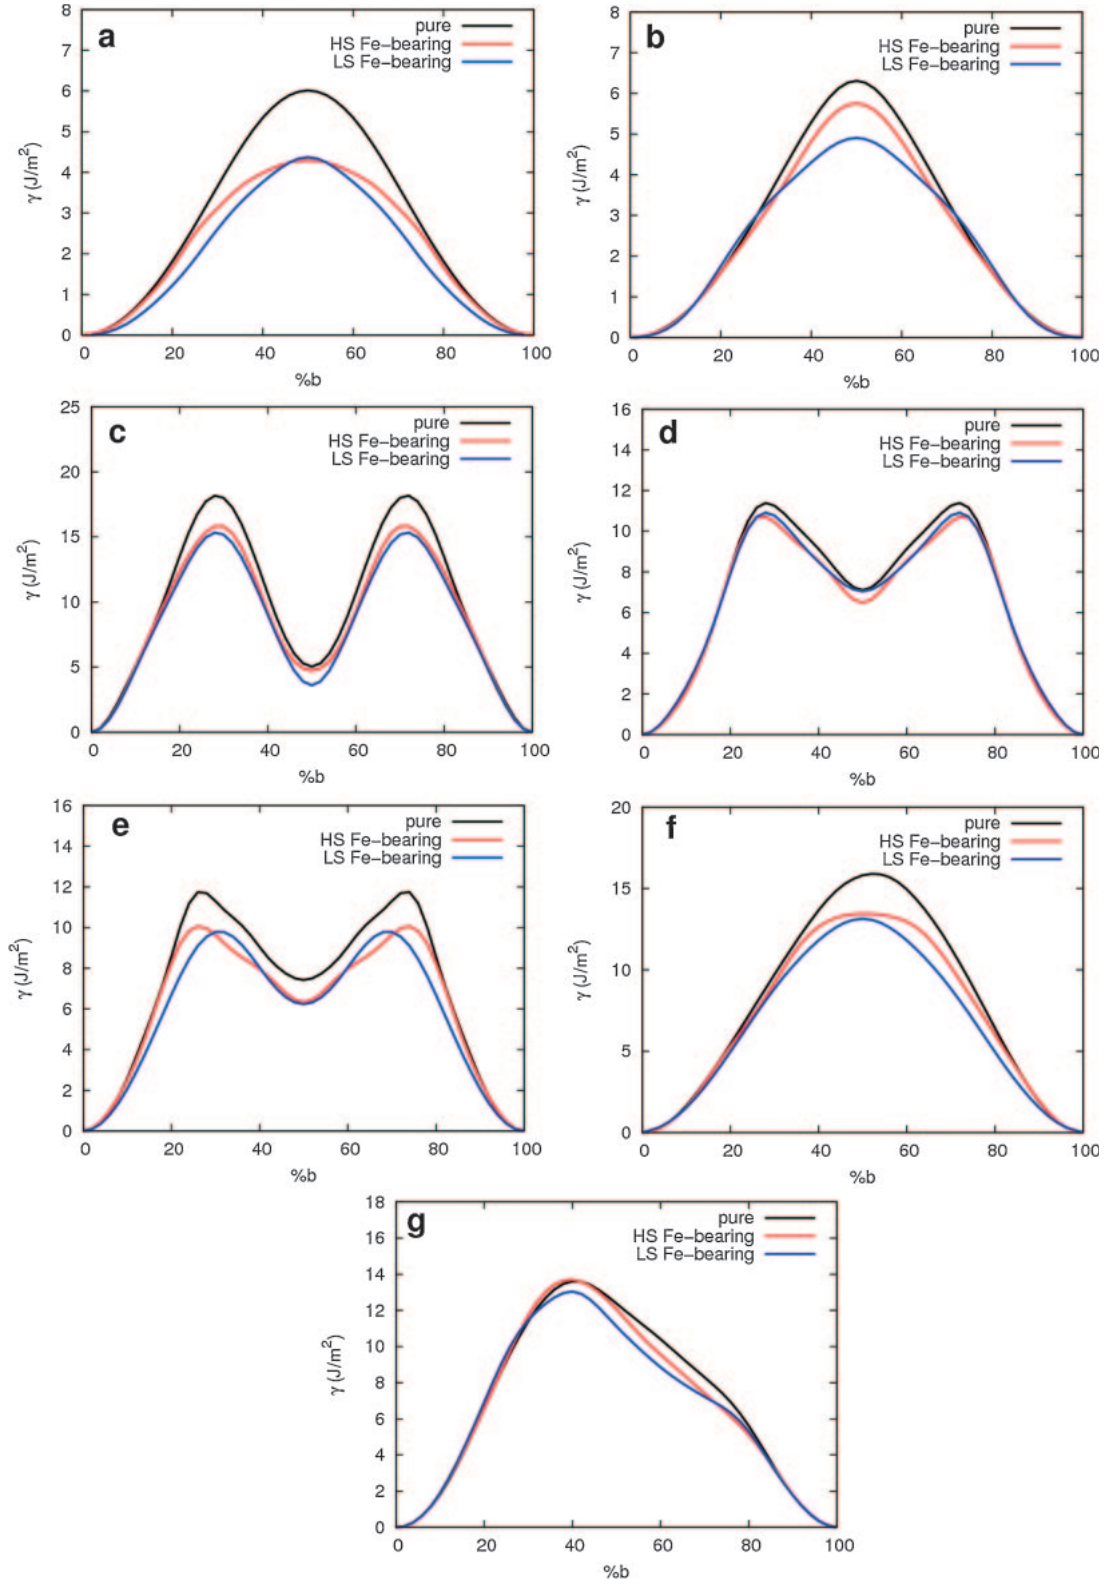 a
pure
HS Fe-bearing
LS Fe-bearing
γ (J/m²)
8
7
6
5
4
3
2
1
0
0 20 40 60 80 100
%b
b
pure
HS Fe-bearing
LS Fe-bearing
γ (J/m²)
8
7
6
5
4
3
2
1
0
0 20 40 60 80 100
%b
c
pure
HS Fe-bearing
LS Fe-bearing
γ (J/m²)
25
20
15
10
5
0
0 20 40 60 80 100
%b
d
pure
HS Fe-bearing
LS Fe-bearing
γ (J/m²)
16
14
12
10
8
6
4
2
0
0 20 40 60 80 100
%b
e
pure
HS Fe-bearing
LS Fe-bearing
γ (J/m²)
16
14
12
10
8
6
4
2
0
0 20 40 60 80 100
%b
f
pure
HS Fe-bearing
LS Fe-bearing
γ (J/m²)
20
15
10
5
0
0 20 40 60 80 100
%b
g
pure
HS Fe-bearing
LS Fe-bearing
γ (J/m²)
18
16
14
12
10
8
6
4
2
0
0 20 40 60 80 100
%b